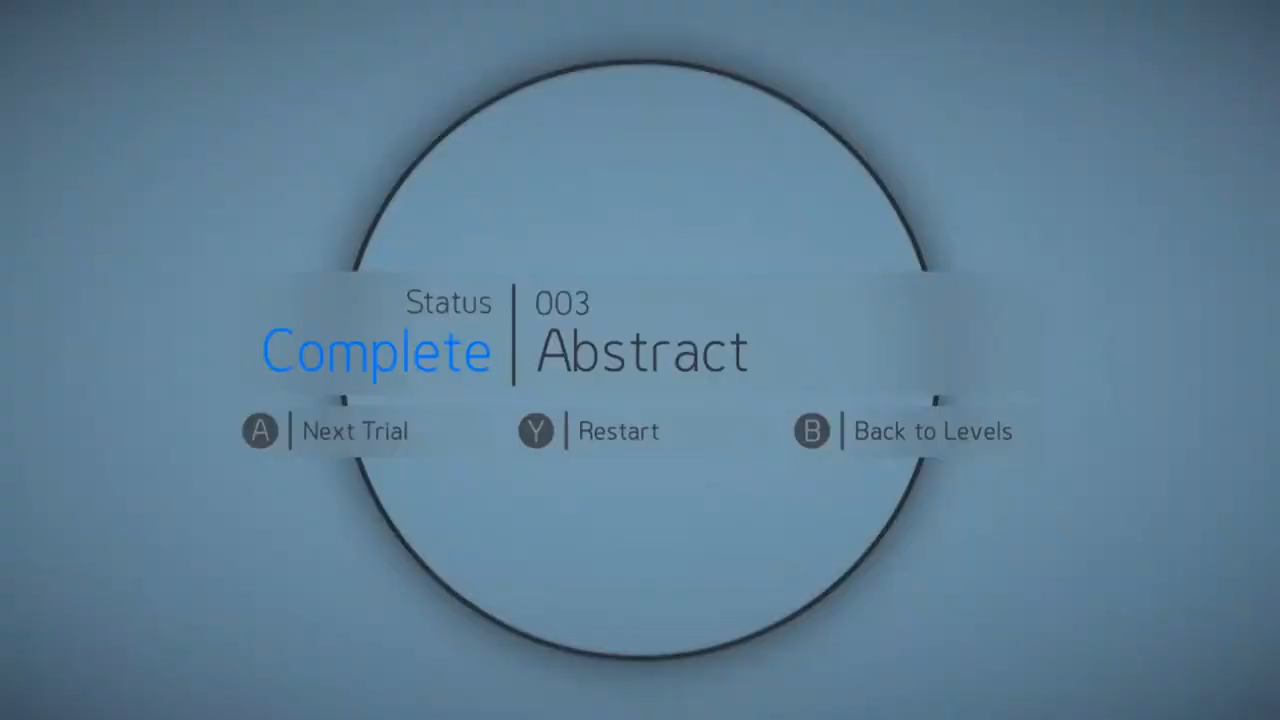 Status
Complete
003
Abstract
A Next Trial
Y Restart
B Back to Levels